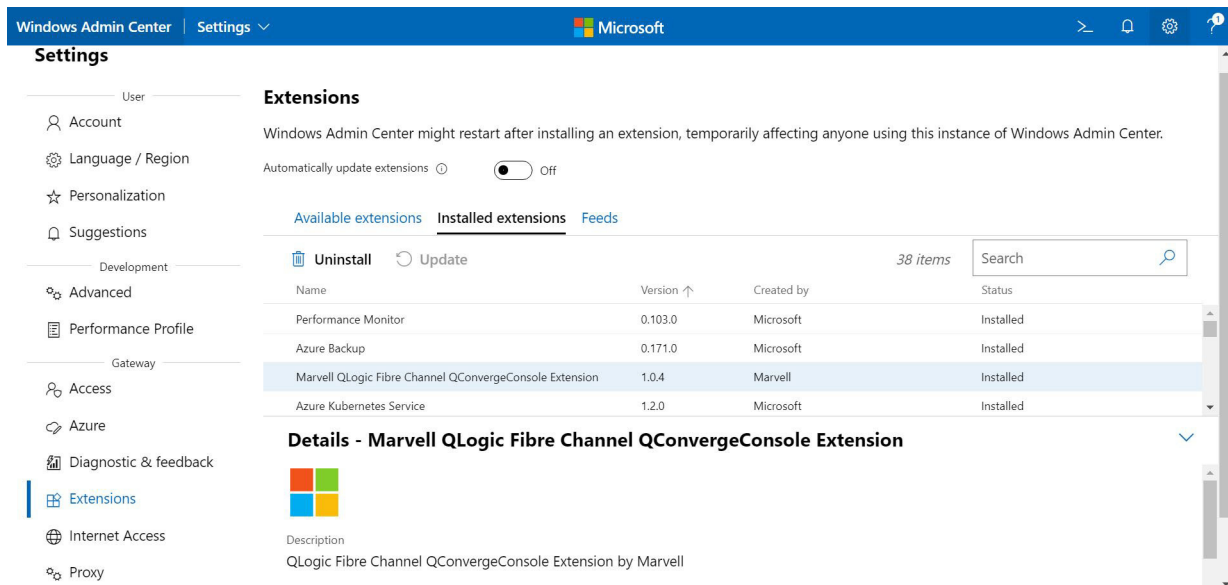 Windows Admin Center | Settings
Microsoft
1
Settings
User
Account
Language / Region
Personalization
Suggestions
Development
Advanced
Performance Profile
Gateway
Access
Azure
Diagnostic & feedback
Extensions
Internet Access
Proxy
Extensions
Windows Admin Center might restart after installing an extension, temporarily affecting anyone using this instance of Windows Admin Center.
Automatically update extensions Off
Available extensions Installed extensions Feeds
Uninstall Update 38 items Search
Name Version Created by Status
Performance Monitor 0.103.0 Microsoft Installed
Azure Backup 0.171.0 Microsoft Installed
Marvell QLogic Fibre Channel QConvergeConsole Extension 1.0.4 Marvell Installed
Azure Kubernetes Service 1.2.0 Microsoft Installed
Details - Marvell QLogic Fibre Channel QConvergeConsole Extension
Description
QLogic Fibre Channel QConvergeConsole Extension by Marvell